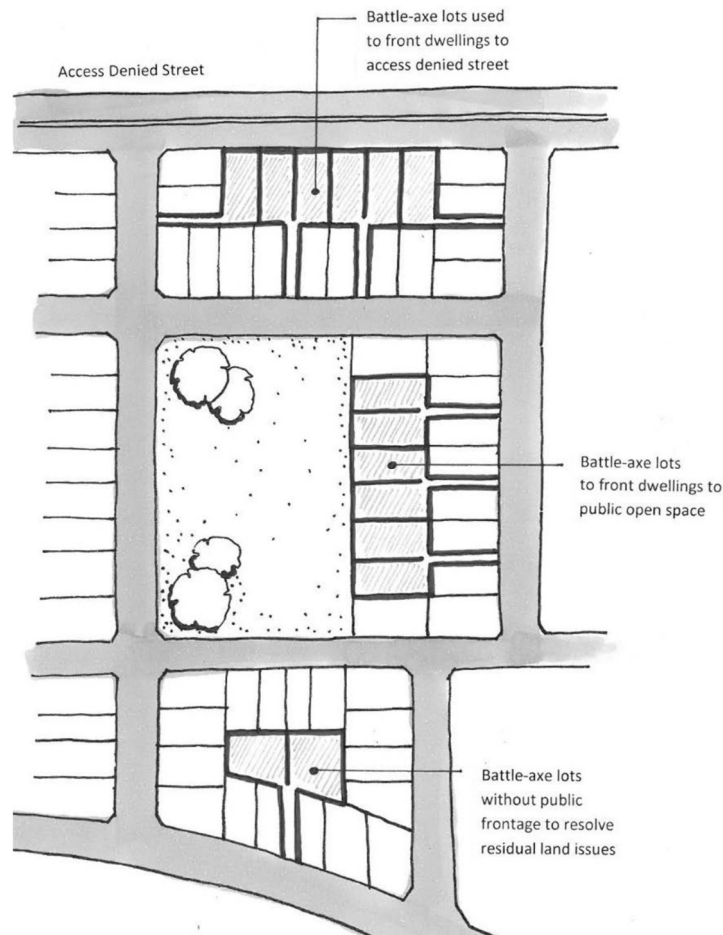 Battle-axe lots used
to front dwellings to
access denied street
Access Denied Street
Battle-axe lots
to front dwellings to
public open space
Battle-axe lots
without public
frontage to resolve
residual land issues